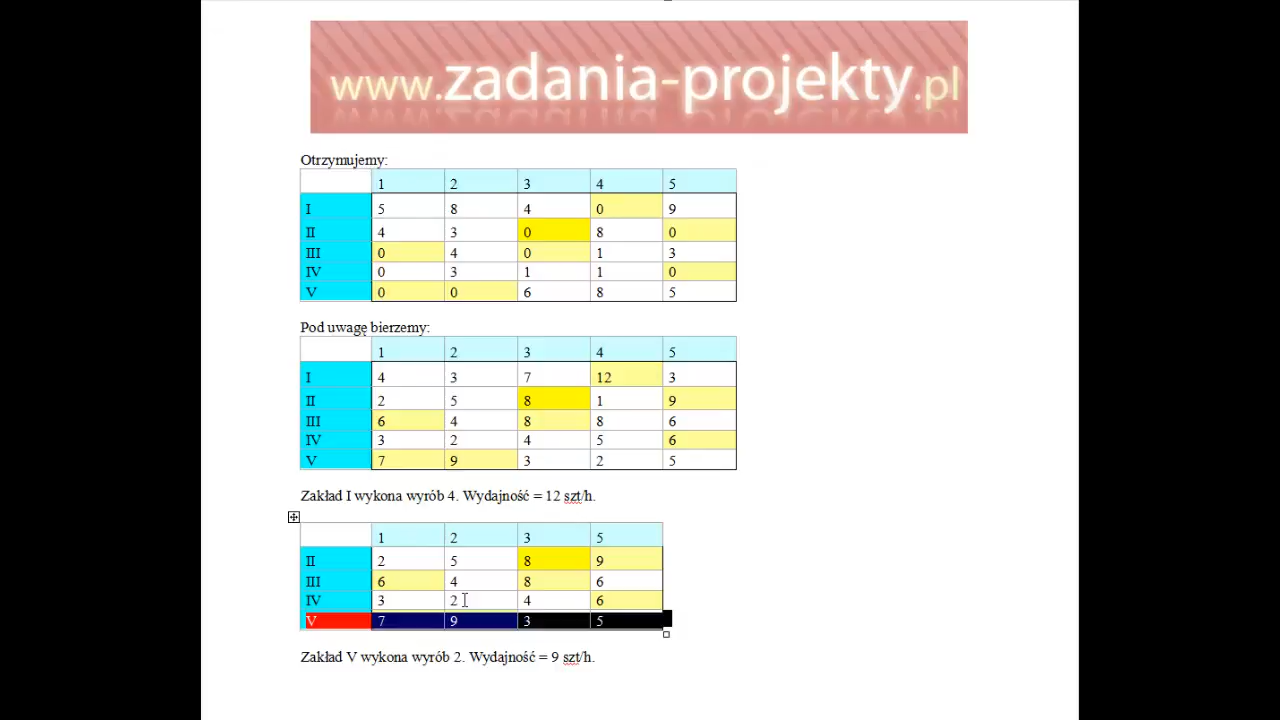 www.zadania-projekty.pl
Otrzymujemy:
1 2 3 4 5
I 5 8 4 0 9
II 4 3 0 8 0
III 0 4 0 1 3
IV 0 3 1 1 0
V 0 0 6 8 5
Pod uwagę bierzemy:
1 2 3 4 5
I 4 3 7 12 3
II 2 5 8 1 9
III 6 4 8 8 6
IV 3 2 4 5 6
V 7 9 3 2 5
Zakład I wykona wyrób 4. Wydajność = 12 szt/h.
1 2 3 5
II 2 5 8 9
III 6 4 8 6
IV 3 2 4 6
V 7 9 3 5
Zakład V wykona wyrób 2. Wydajność = 9 szt/h.